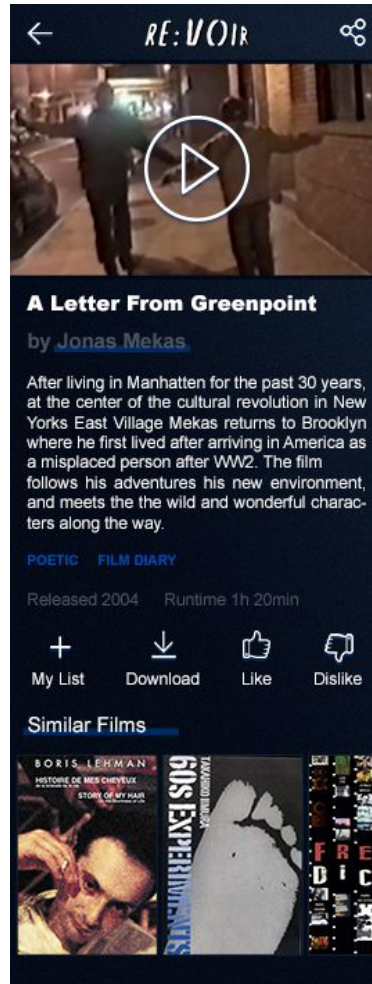 RE:VOIR
A Letter From Greenpoint
by Jonas Mekas
After living in Manhatten for the past 30 years,
at the center of the cultural revolution in New
Yorks East Village Mekas returns to Brooklyn
where he first lived after arriving in America as
a misplaced person after WW2. The film
follows his adventures his new environment,
and meets the the wild and wonderful charac-
ters along the way.
POETIC FILM DIARY
Released 2004 Runtime 1h 20min
My List Download Like Dislike
Similar Films
BORIS LEHMAN
HISTOIRE DE MES CHEVEUX
STORY OF MY HAIR
TAKAHIKO IIMURA
60s EXPERIMENTS
FRE
DiC
X